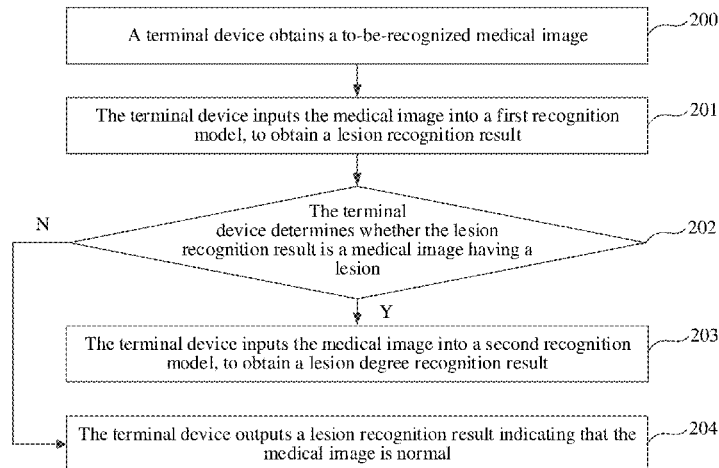 A terminal device obtains a to-be-recognized medical image
200
The terminal device inputs the medical image into a first recognition
model, to obtain a lesion recognition result
201
The terminal
device determines whether the lesion
recognition result is a medical image having a
lesion
202
N
Y
The terminal device inputs the medical image into a second recognition
model, to obtain a lesion degree recognition result
203
The terminal device outputs a lesion recognition result indicating that the
medical image is normal
204